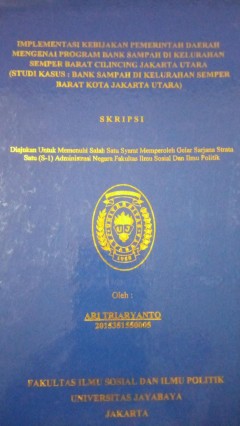 IMPLEMENTASI KEBIJAKAN PEMERINTAH DAERAH
MENGENAI PROGRAM BANK SAMPAH DI KELURAHAN
SEMPER BARAT CILINCING JAKARTA UTARA
(STUDI KASUS : BANK SAMPAH DI KELURAHAN SEMPER
BARAT KOTA JAKARTA UTARA)
SKRIPSI
Diajukan Untuk Memenuhi Salah Satu Syarat Memperoleh Gelar Sarjana Strata
Satu (S-1) Administrasi Negara Fakultas Ilmu Sosial Dan Ilmu Politik
1958
Oleh :
ARI TRIARYANTO
FAKULTAS ILMU SOSIAL DAN ILMU POLITIK
UNIVERSITAS JAYABAYA
JAKARTA